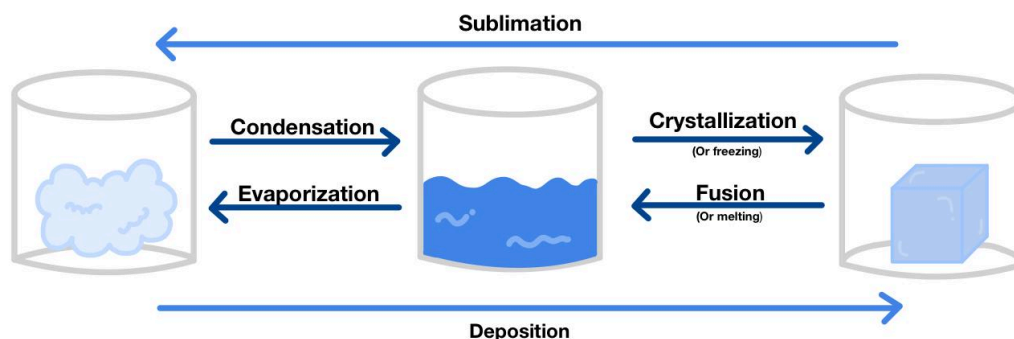 Sublimation
Condensation
Crystallization
(Or freezing)
Evaporization
Fusion
(Or melting)
Deposition